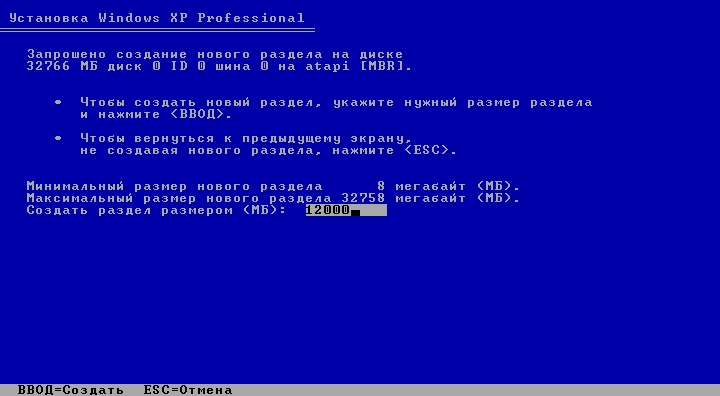 Установка Windows XP Professional
Запрошено создание нового раздела на диске
32766 МБ диск 0 ID 0 шина 0 на atapi [MBR].
• Чтобы создать новый раздел, укажите нужный размер раздела
и нажмите <ВВОД>.
• Чтобы вернуться к предыдущему экрану,
не создавая нового раздела, нажмите <ESC>.
Минимальный размер нового раздела 8 мегабайт (МБ).
Максимальный размер нового раздела 32758 мегабайт (МБ).
Создать раздел размером (МБ): 12000
ВВОД=Создать ESC=Отмена